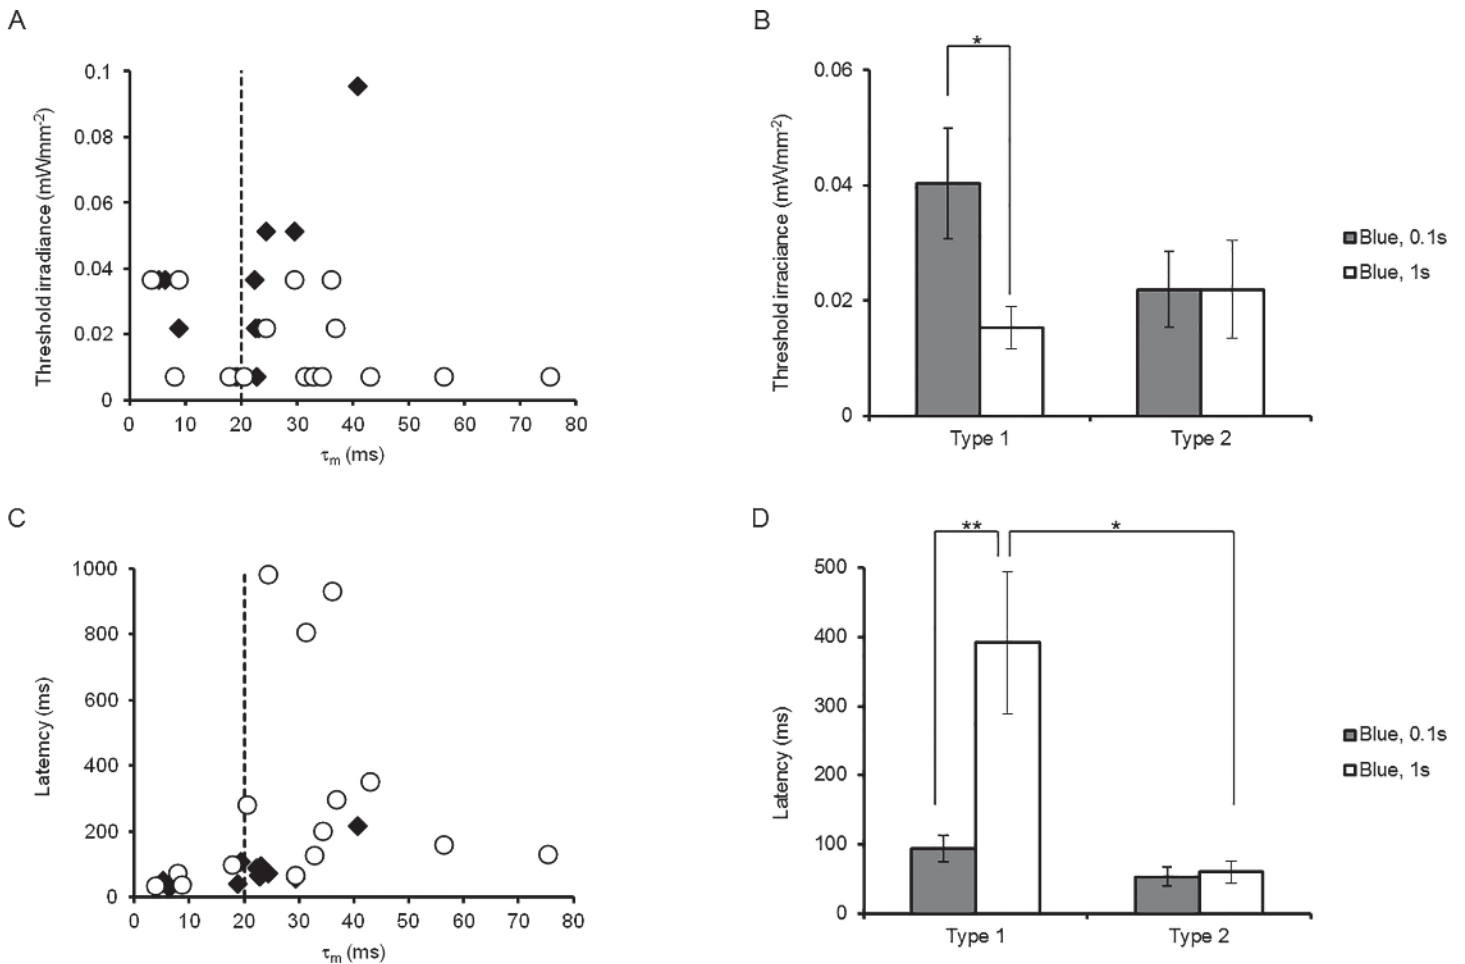 A
Threshold irradiance (mWmm-2)
0.1
0.08
0.06
0.04
0.02
0
0 10 20 30 40 50 60 70 80
τm (ms)
B
*
Threshold irraciance (mW/mm-2)
0.06
0.04
0.02
0
Type 1 Type 2
Blue, 0.1s
Blue, 1s
C
Latemcy (ms)
1000
800
600
400
200
0
0 10 20 30 40 50 60 70 80
τm (ms)
D
** *
Latency (ms)
500
400
300
200
100
0
Type 1 Type 2
Blue, 0.1s
Blue, 1s